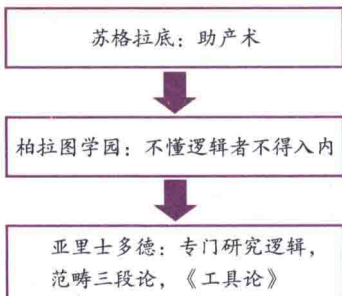 苏格拉底：助产术
柏拉图学园：不懂逻辑者不得入内
亚里士多德：专门研究逻辑，
范畴三段论，《工具论》